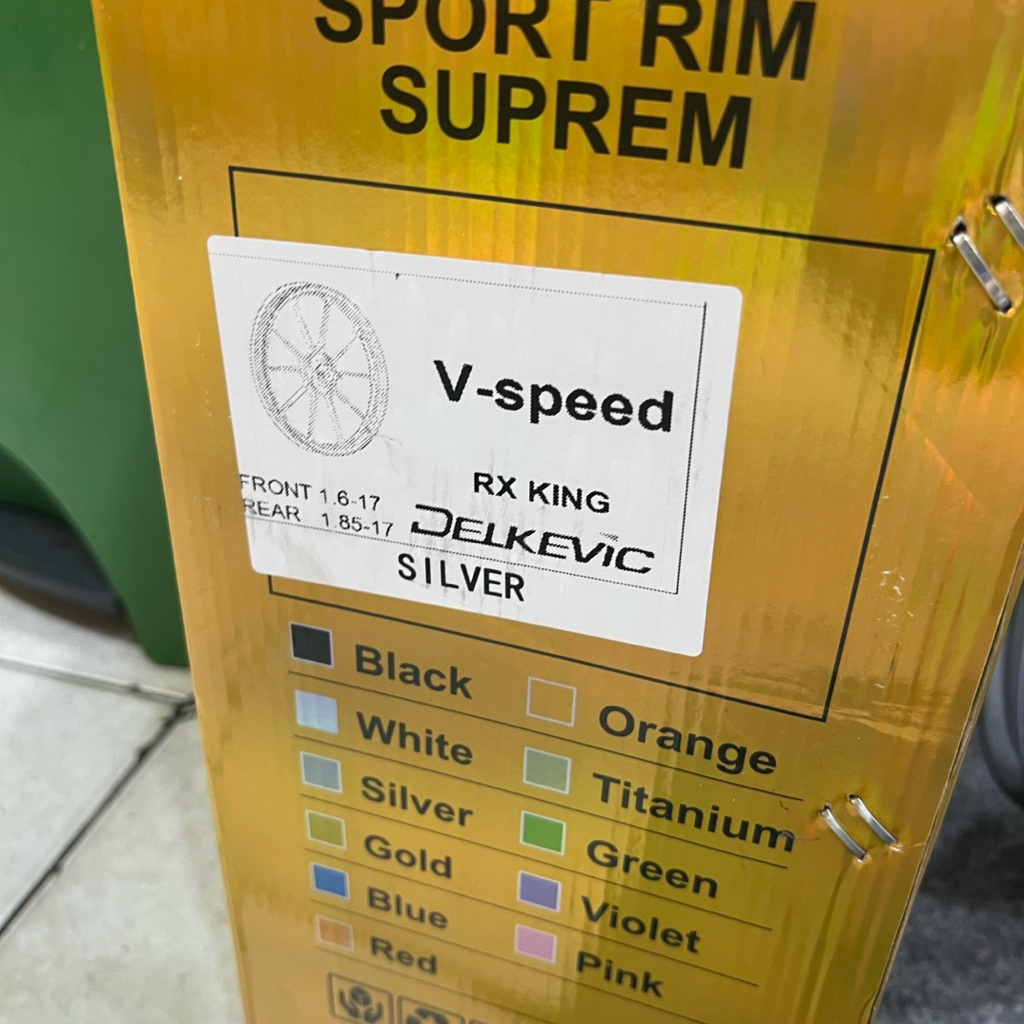 SPORT RIM
SUPREM
V-speed
RX KING
FRONT 1.6-17
REAR 1.85-17
DELKEVIC
SILVER
Black
Orange
White
Titanium
Silver
Green
Gold
Violet
Blue
Pink
Red